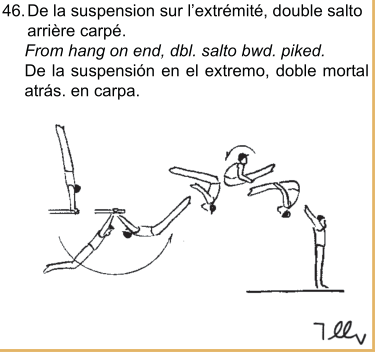 46. De la suspension sur l'extrémité, double salto
arrière carpé.
From hang on end, dbl. salto bwd. piked.
De la suspensión en el extremo, doble mortal
atrás. en carpa.